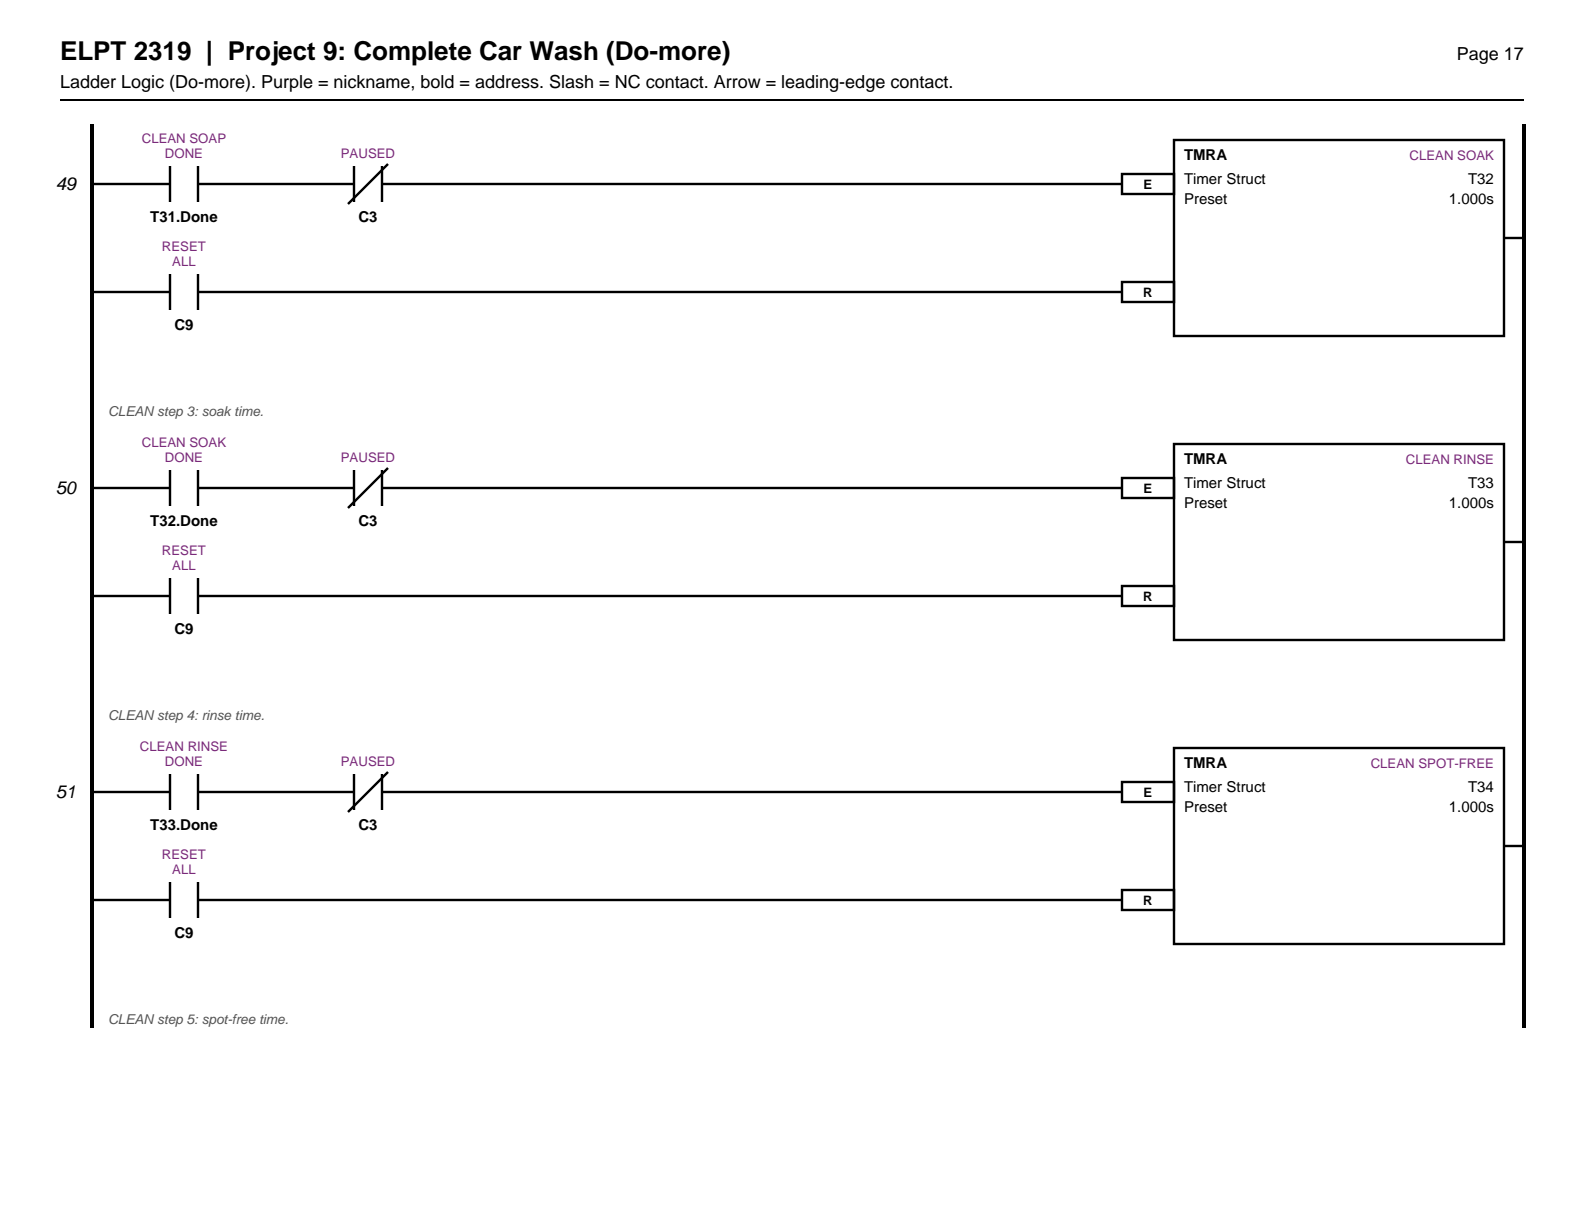 ELPT 2319 | Project 9: Complete Car Wash (Do-more)
Page 17
Ladder Logic (Do-more). Purple = nickname, bold = address. Slash = NC contact. Arrow = leading-edge contact.
49
CLEAN SOAP
DONE
T31.Done
PAUSED
C3
E
TMRA CLEAN SOAK
Timer Struct T32
Preset 1.000s
RESET
ALL
C9
R
CLEAN step 3: soak time.
50
CLEAN SOAK
DONE
T32.Done
PAUSED
C3
E
TMRA CLEAN RINSE
Timer Struct T33
Preset 1.000s
RESET
ALL
C9
R
CLEAN step 4: rinse time.
51
CLEAN RINSE
DONE
T33.Done
PAUSED
C3
E
TMRA CLEAN SPOT-FREE
Timer Struct T34
Preset 1.000s
RESET
ALL
C9
R
CLEAN step 5: spot-free time.